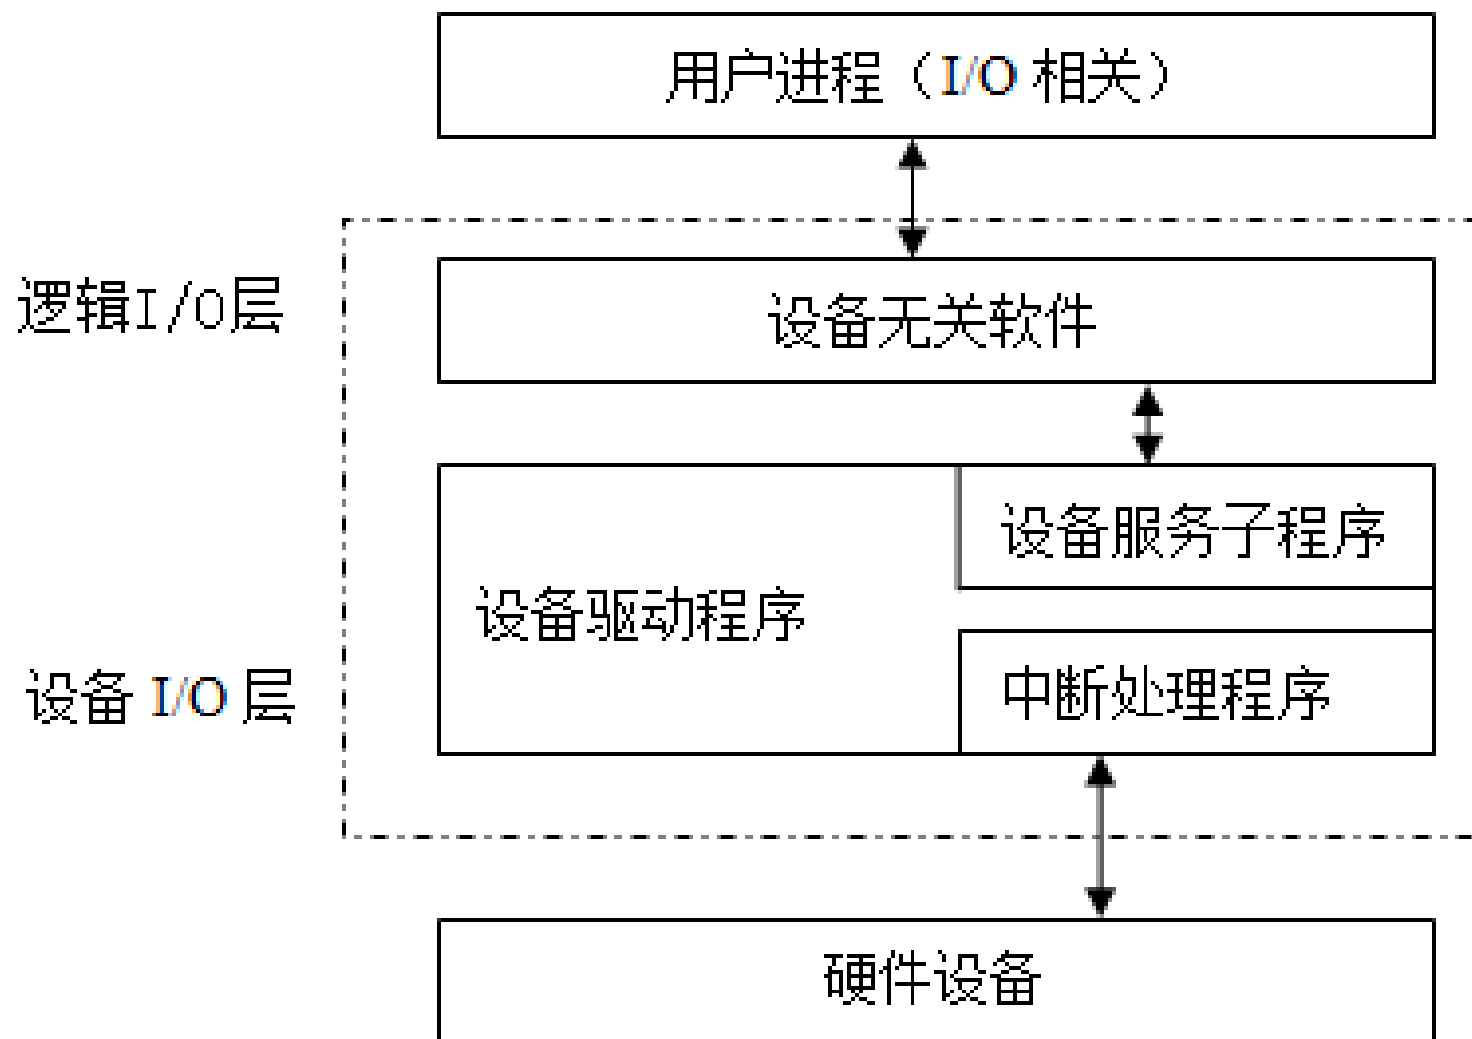 用户进程（I/O 相关）
逻辑I/O层
设备无关软件
设备服务子程序
设备驱动程序
设备 I/O 层
中断处理程序
硬件设备